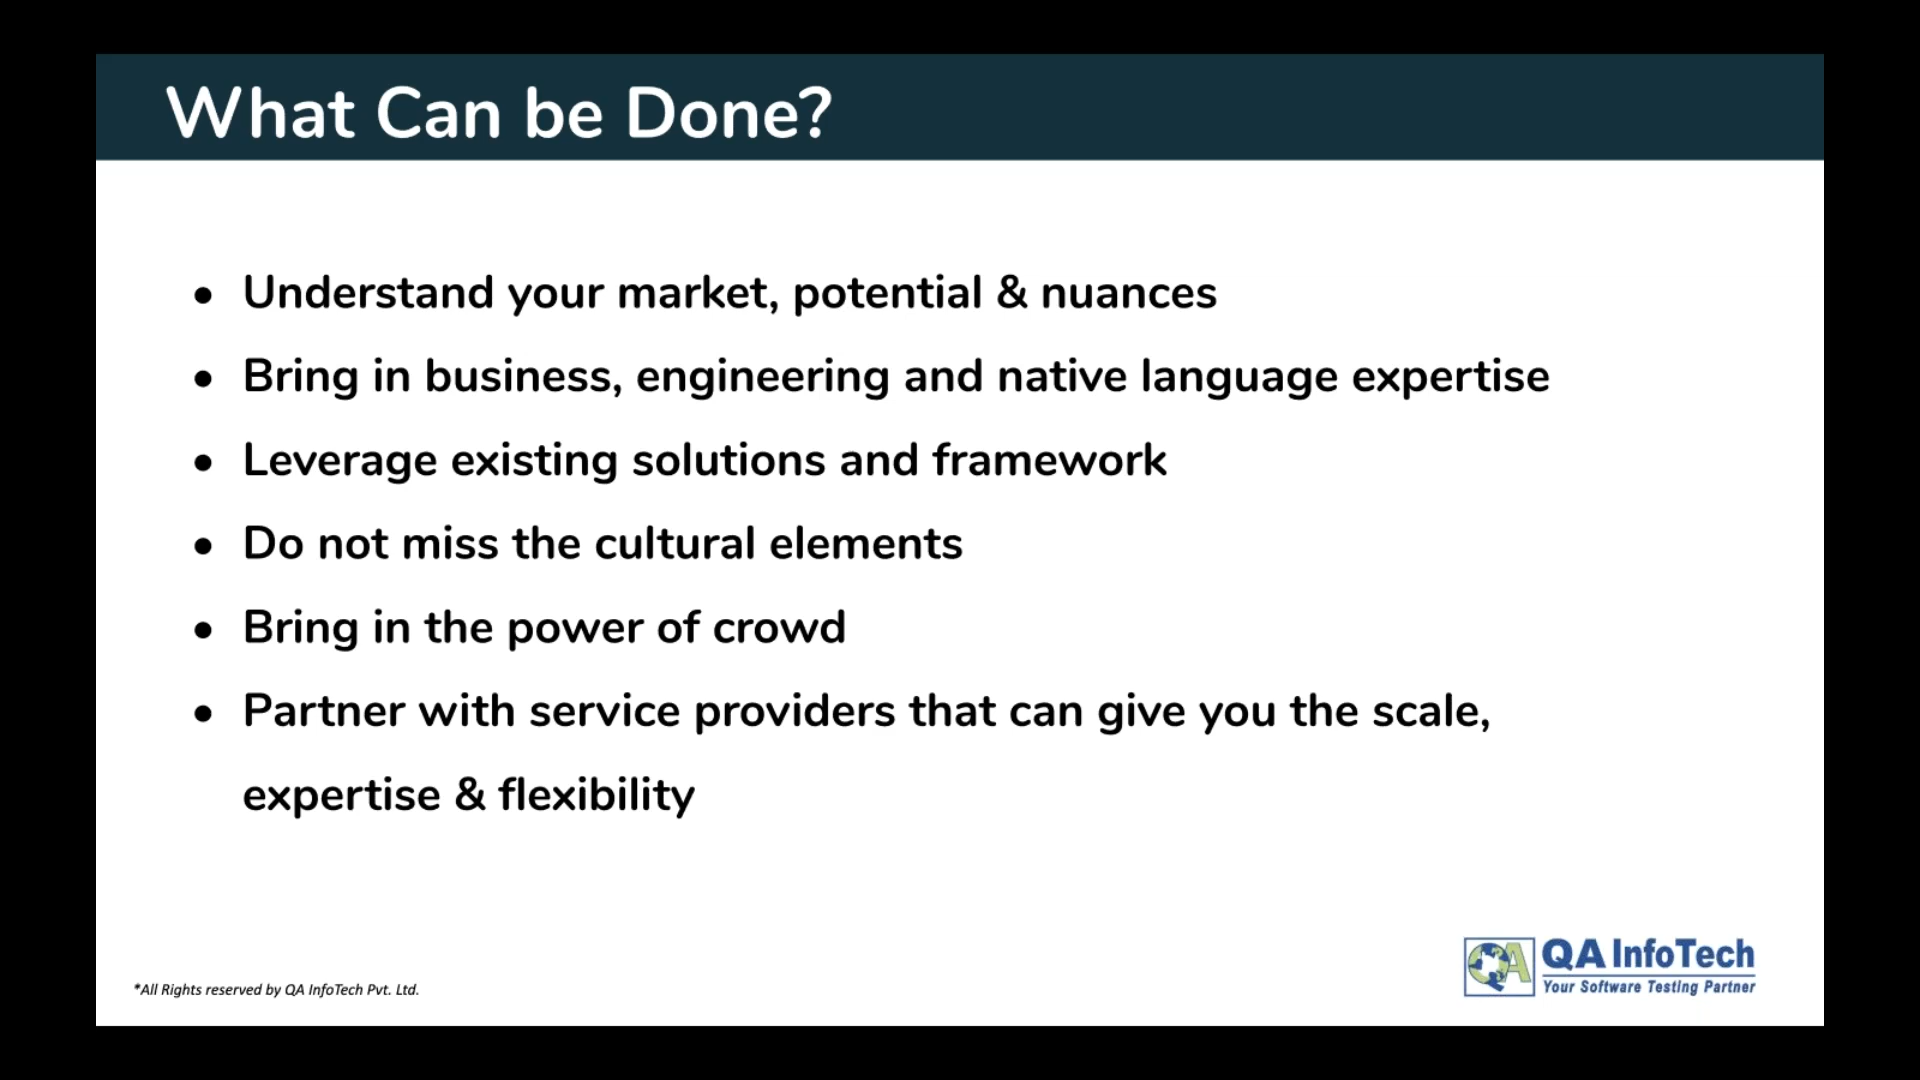 What Can be Done?
• Understand your market, potential & nuances
• Bring in business, engineering and native language expertise
• Leverage existing solutions and framework
• Do not miss the cultural elements
• Bring in the power of crowd
• Partner with service providers that can give you the scale,
expertise & flexibility
*All Rights reserved by QA InfoTech Pvt. Ltd.
QA
QA InfoTech
Your Software Testing Partner